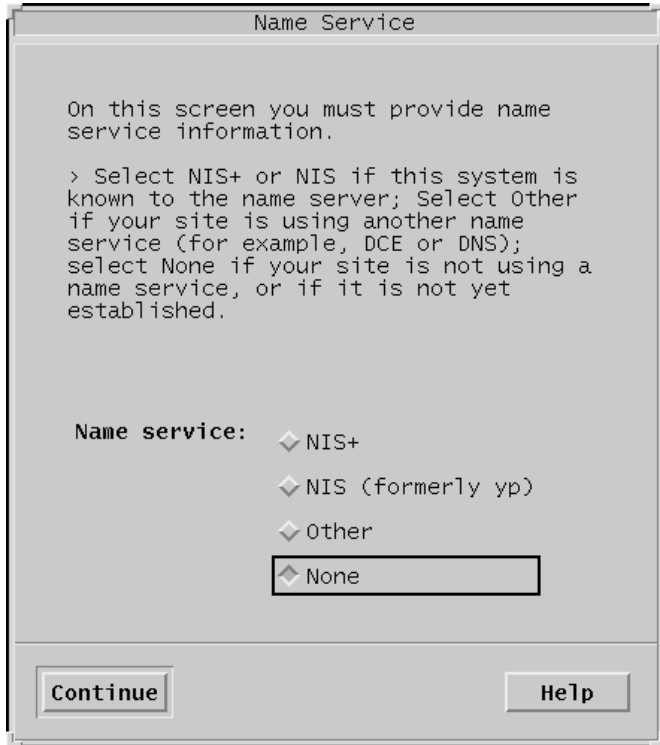 Name Service
On this screen you must provide name
service information.
> Select NIS+ or NIS if this system is
known to the name server; Select Other
if your site is using another name
service (for example, DCE or DNS);
select None if your site is not using a
name service, or if it is not yet
established.
Name service:
NIS+
NIS (formerly yp)
Other
None
Continue
Help